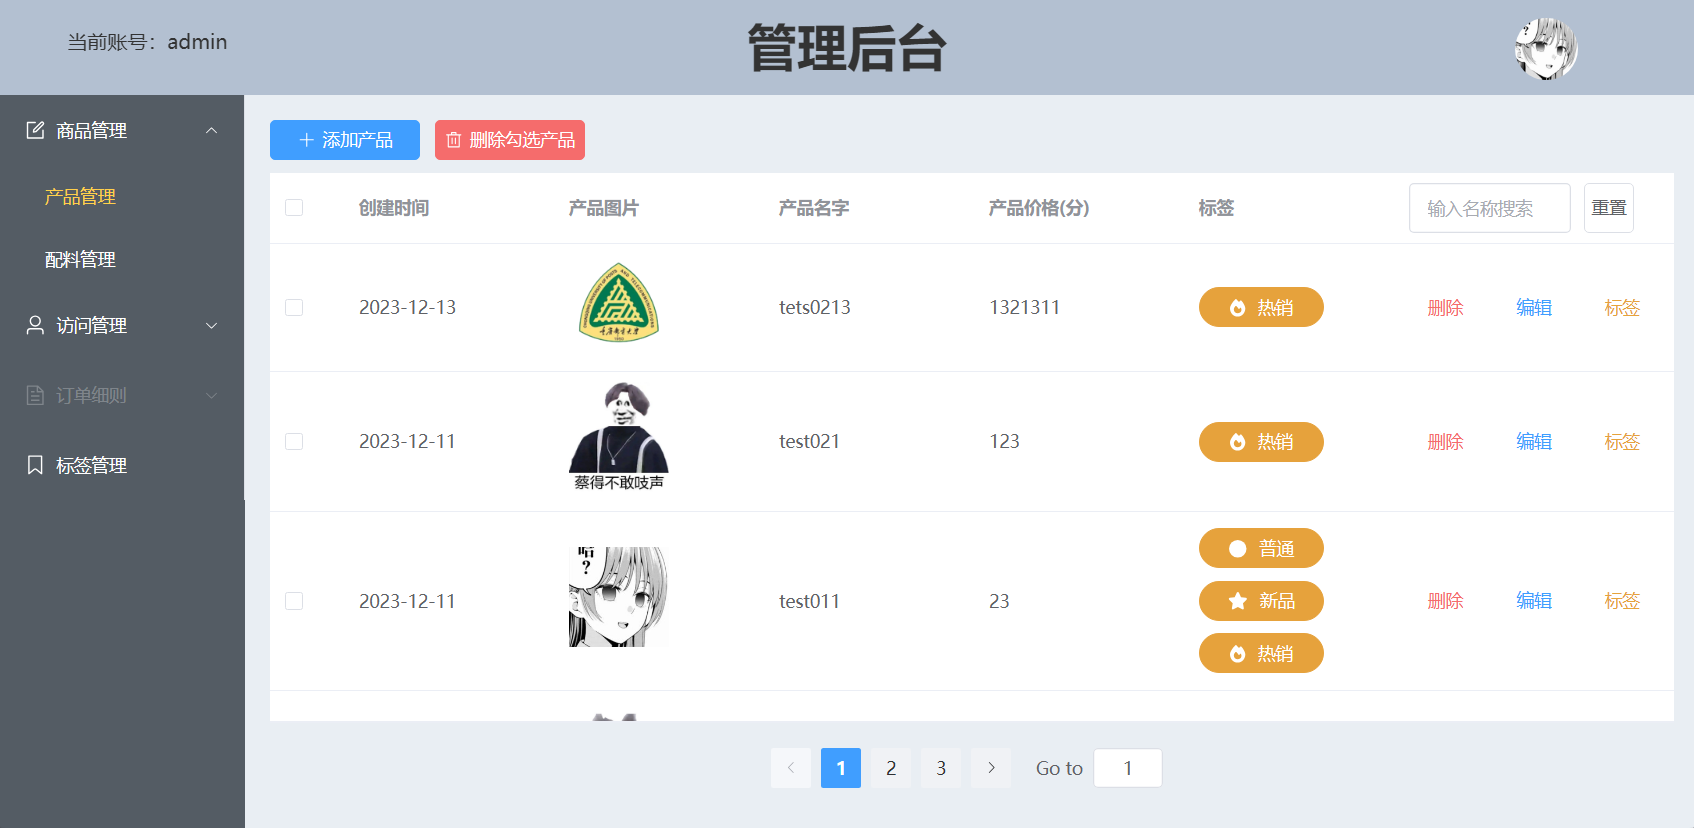 当前账号：admin
管理后台
商品管理
产品管理
配料管理
访问管理
订单细则
标签管理
添加产品 删除勾选产品
创建时间 产品图片 产品名字 产品价格(分) 标签 输入名称搜索 重置
2023-12-13 tets0213 1321311 热销 删除 编辑 标签
2023-12-11 test021 123 热销 删除 编辑 标签
蔡得不敢吱声
普通
哈?
2023-12-11 test011 23 新品 删除 编辑 标签
热销
1 2 3 Go to 1